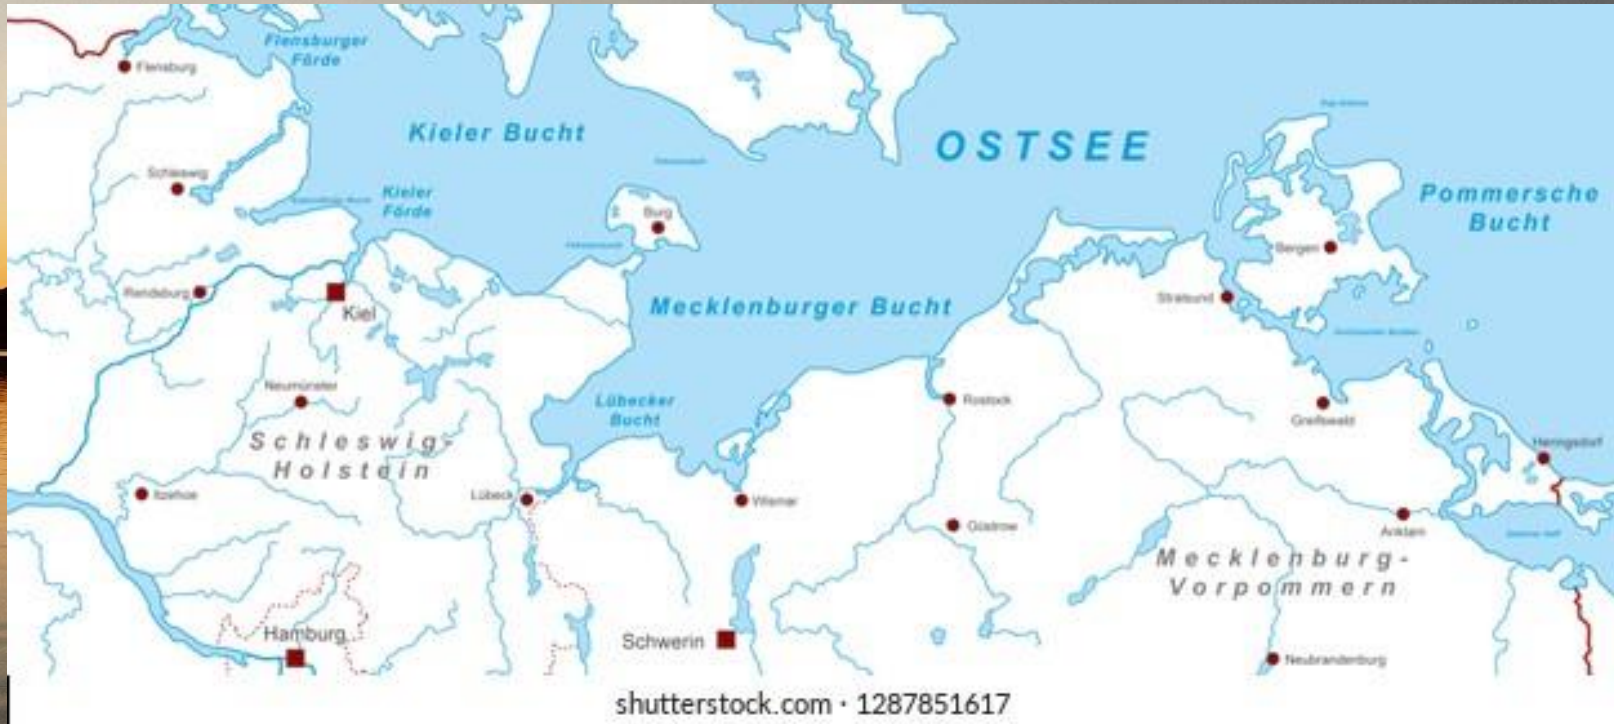 Flensburger
Förde
Flensburg
Kieler Bucht
OSTSEE
Schleswig
Kieler
Förde
Burg
Pommersche
Bucht
Bergen
Rendsburg
Kiel
Mecklenburger Bucht
Stralsund
Neumünster
Lübecker
Bucht
Rostock
Greifswald
Schleswig-
Holstein
Heringsdorf
Itzehoe
Lübeck
Wismar
Güstrow
Anklam
Mecklenburg-
Vorpommern
Hamburg
Schwerin
Neubrandenburg
shutterstock.com · 1287851617